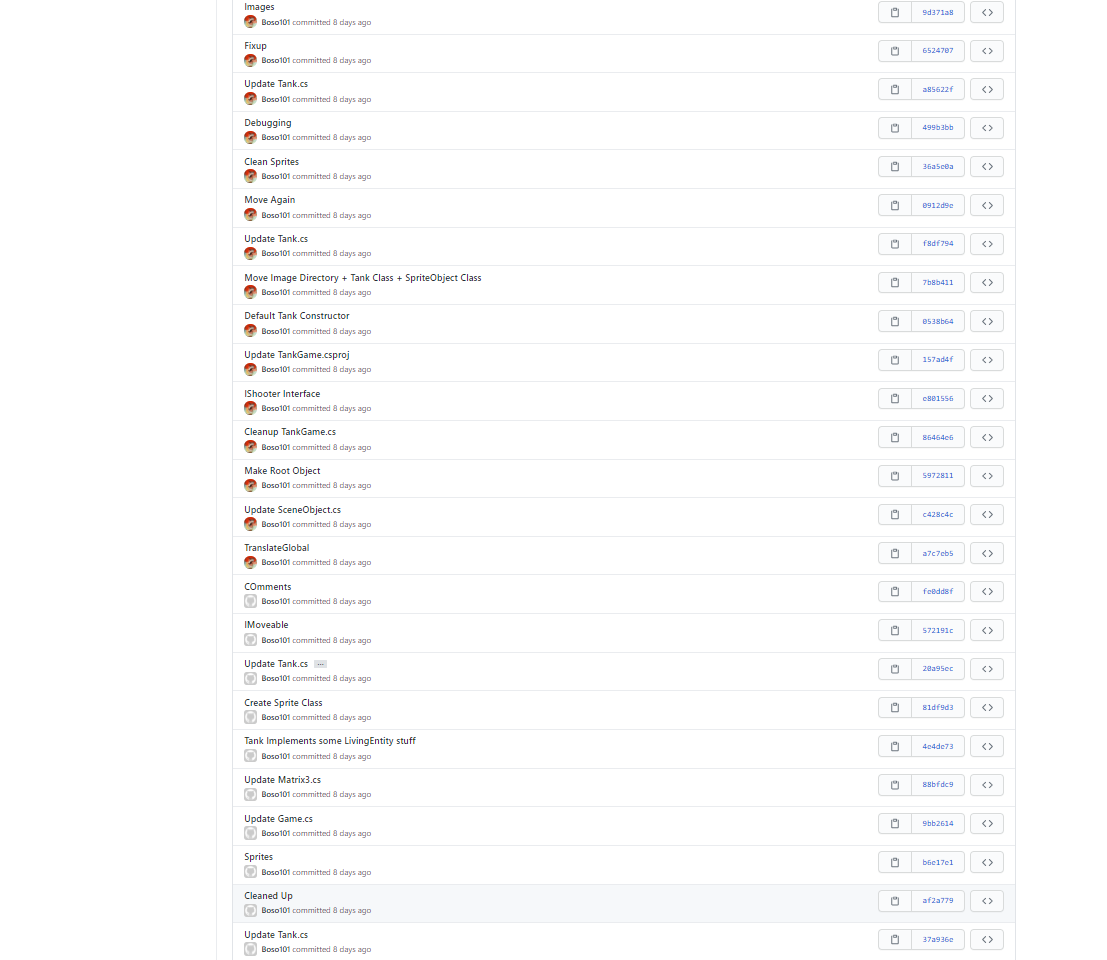 Images
9d371a8
Boso101 committed 8 days ago
Fixup
6524707
Boso101 committed 8 days ago
Update Tank.cs
a85622f
Boso101 committed 8 days ago
Debugging
499b3bb
Boso101 committed 8 days ago
Clean Sprites
36a5e0a
Boso101 committed 8 days ago
Move Again
0912d9e
Boso101 committed 8 days ago
Update Tank.cs
f8df794
Boso101 committed 8 days ago
Move Image Directory + Tank Class + SpriteObject Class
7b8b411
Boso101 committed 8 days ago
Default Tank Constructor
0538b64
Boso101 committed 8 days ago
Update TankGame.csproj
157ad4f
Boso101 committed 8 days ago
IShooter Interface
e801556
Boso101 committed 8 days ago
Cleanup TankGame.cs
86464e6
Boso101 committed 8 days ago
Make Root Object
5972811
Boso101 committed 8 days ago
Update SceneObject.cs
c428c4c
Boso101 committed 8 days ago
TranslateGlobal
a7c7eb5
Boso101 committed 8 days ago
COmments
fe0dd8f
Boso101 committed 8 days ago
IMoveable
572191c
Boso101 committed 8 days ago
Update Tank.cs ...
20a95ec
Boso101 committed 8 days ago
Create Sprite Class
81df9d3
Boso101 committed 8 days ago
Tank Implements some LivingEntity stuff
4e4de73
Boso101 committed 8 days ago
Update Matrix3.cs
88bfdc9
Boso101 committed 8 days ago
Update Game.cs
9bb2614
Boso101 committed 8 days ago
Sprites
b6e17e1
Boso101 committed 8 days ago
Cleaned Up
af2a779
Boso101 committed 8 days ago
Update Tank.cs
37a936e
Boso101 committed 8 days ago